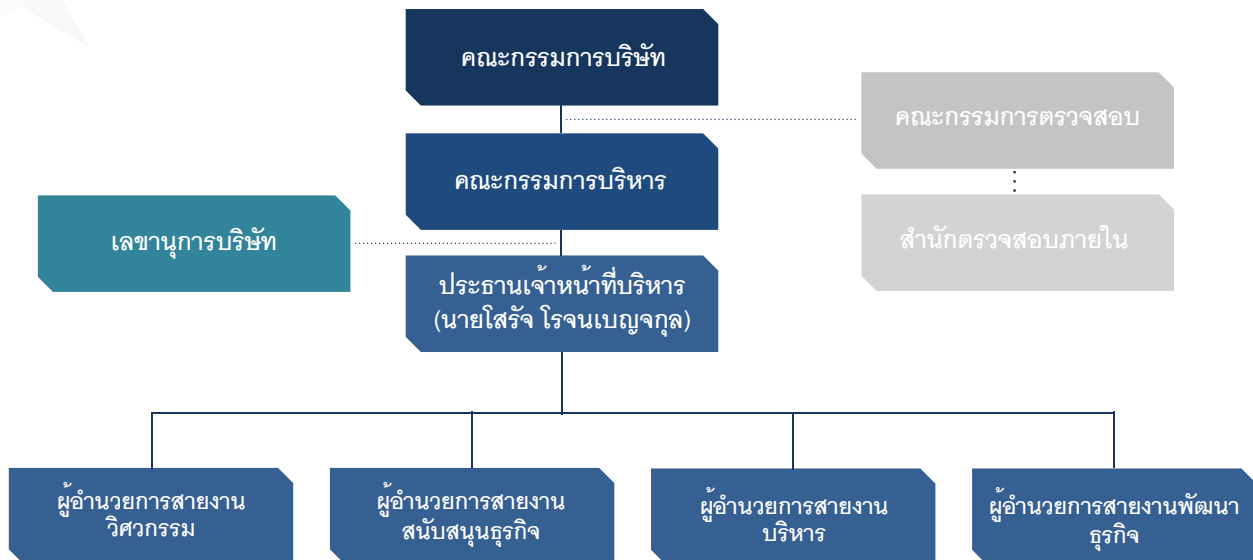 คณะกรรมการบริษัท
คณะกรรมการตรวจสอบ
คณะกรรมการบริหาร
เลขานุการบริษัท
สำนักตรวจสอบภายใน
ประธานเจ้าหน้าที่บริหาร
(นายโสรัจ โรจนเบญจกุล)
ผู้อำนวยการสายงาน
วิศวกรรม
ผู้อำนวยการสายงาน
สนับสนุนธุรกิจ
ผู้อำนวยการสายงาน
บริหาร
ผู้อำนวยการสายงานพัฒนา
ธุรกิจ